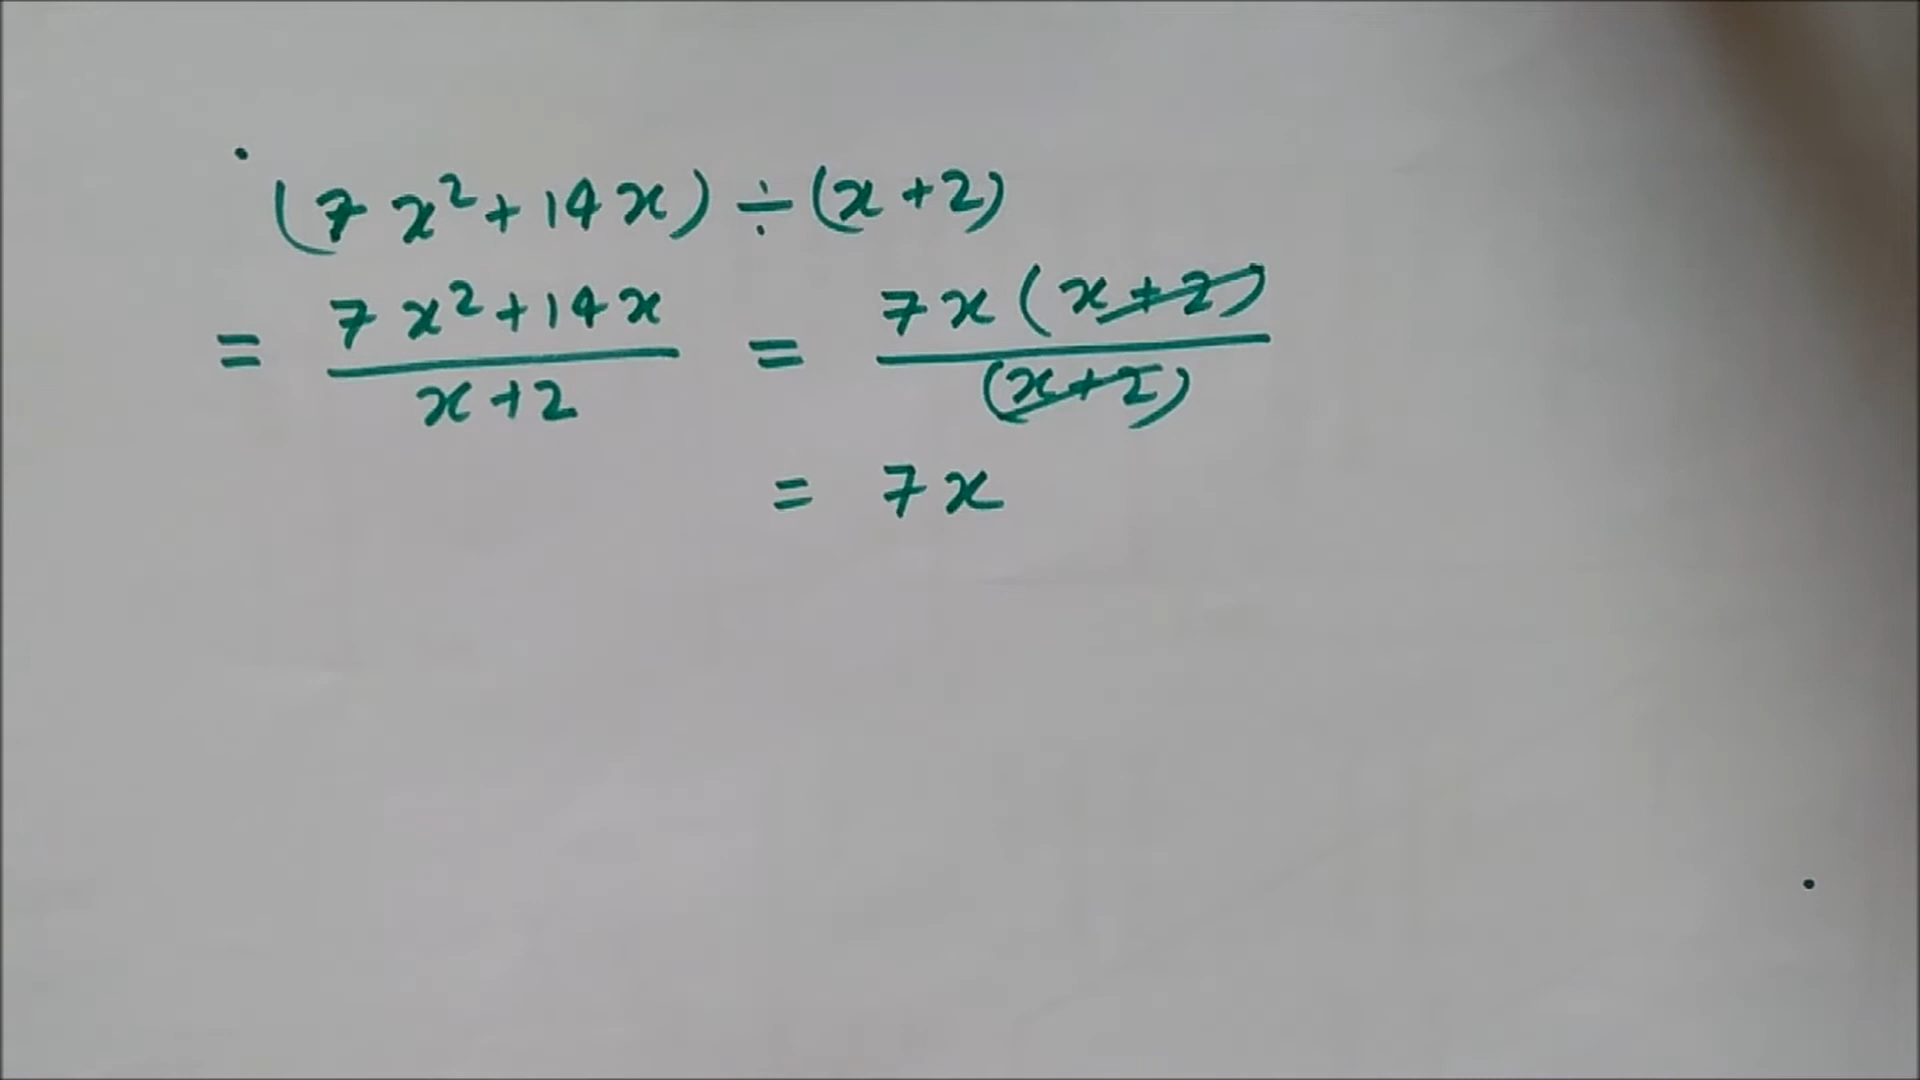 (7x²+14x)÷(x+2)
= 7x²+14x / x+2 = 7x(x+2) / (x+2)
= 7x